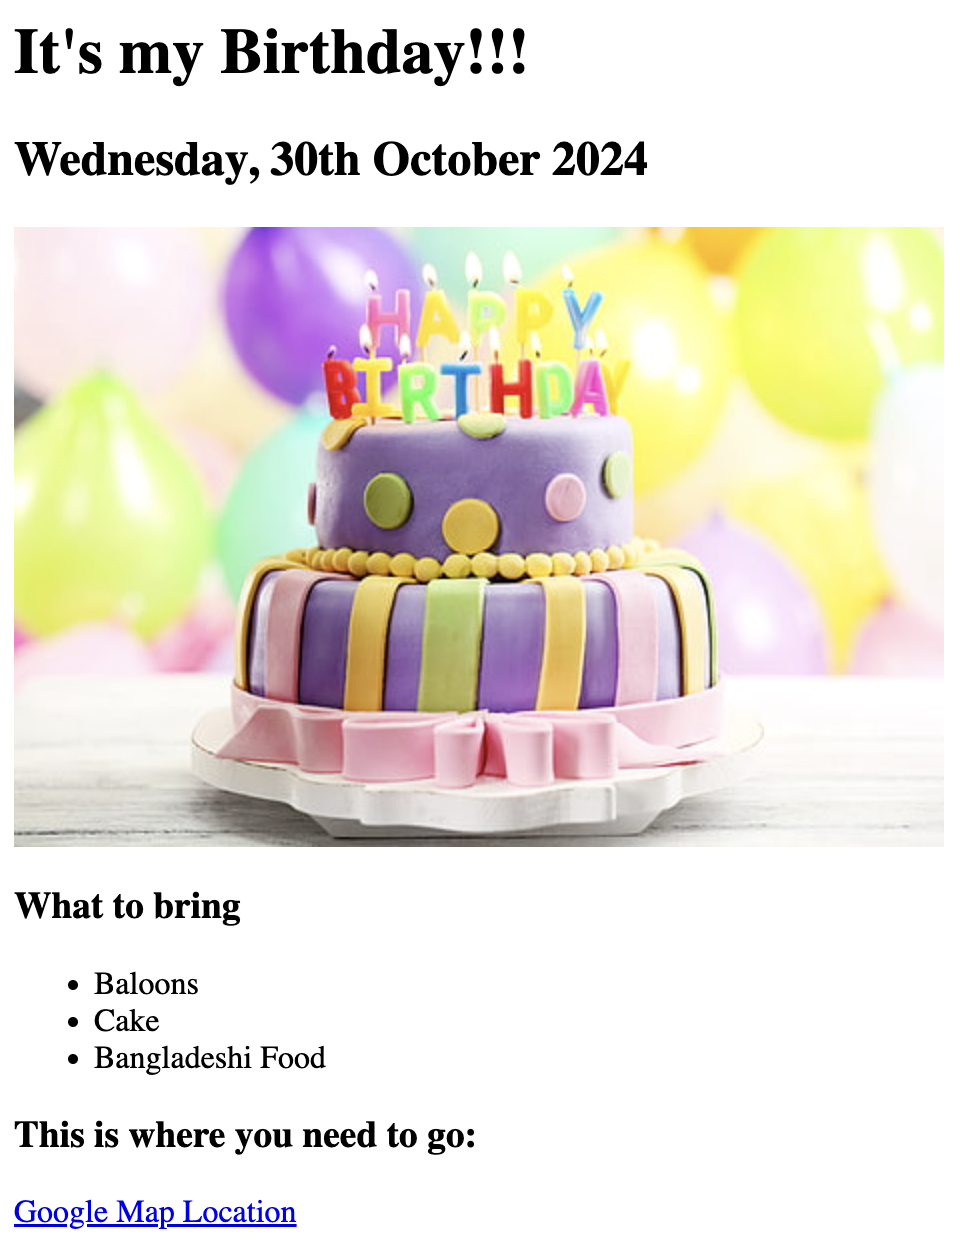 It's my Birthday!!!
Wednesday, 30th October 2024
HAPPY
BIRTHDAY
What to bring
Baloons
Cake
Bangladeshi Food
This is where you need to go:
Google Map Location